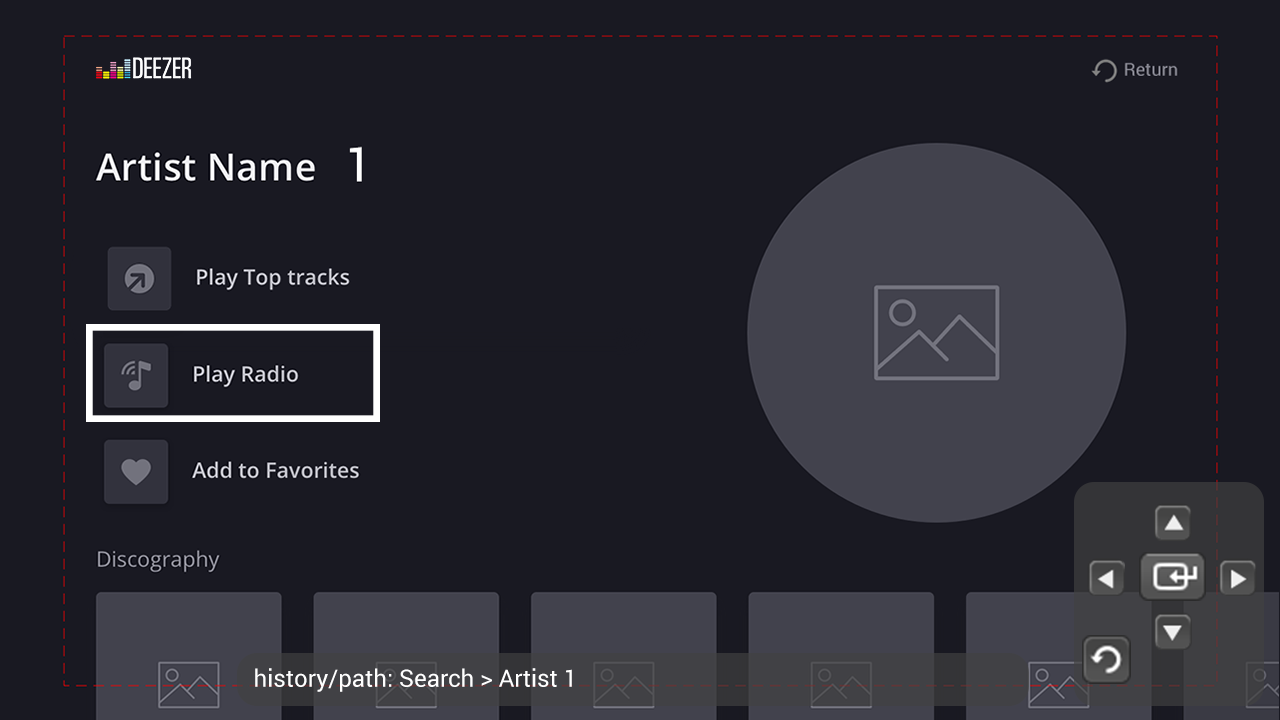 DEEZER
Return
Artist Name 1
Play Top tracks
Play Radio
Add to Favorites
Discography
history/path: Search > Artist 1